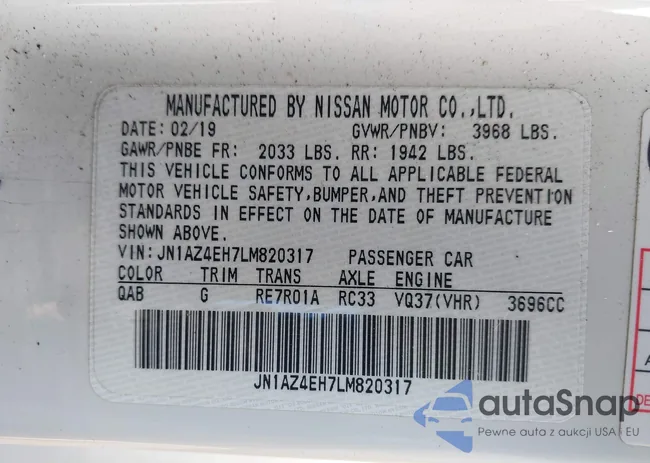 MANUFACTURED BY NISSAN MOTOR CO.,LTD.
DATE: 02/19 GVWR/PNBV: 3968 LBS.
GAWR/PNBE FR: 2033 LBS. RR: 1942 LBS.
THIS VEHICLE CONFORMS TO ALL APPLICABLE FEDERAL
MOTOR VEHICLE SAFETY,BUMPER,AND THEFT PREVENTION
STANDARDS IN EFFECT ON THE DATE OF MANUFACTURE
SHOWN ABOVE.
VIN:JN1AZ4EH7LM820317 PASSENGER CAR
COLOR TRIM TRANS AXLE ENGINE
QAB G RE7R01A RC33 VQ37(VHR) 3696CC
JN1AZ4EH7LM820317
autoSnap
Pewne auta z aukcji USA - EU